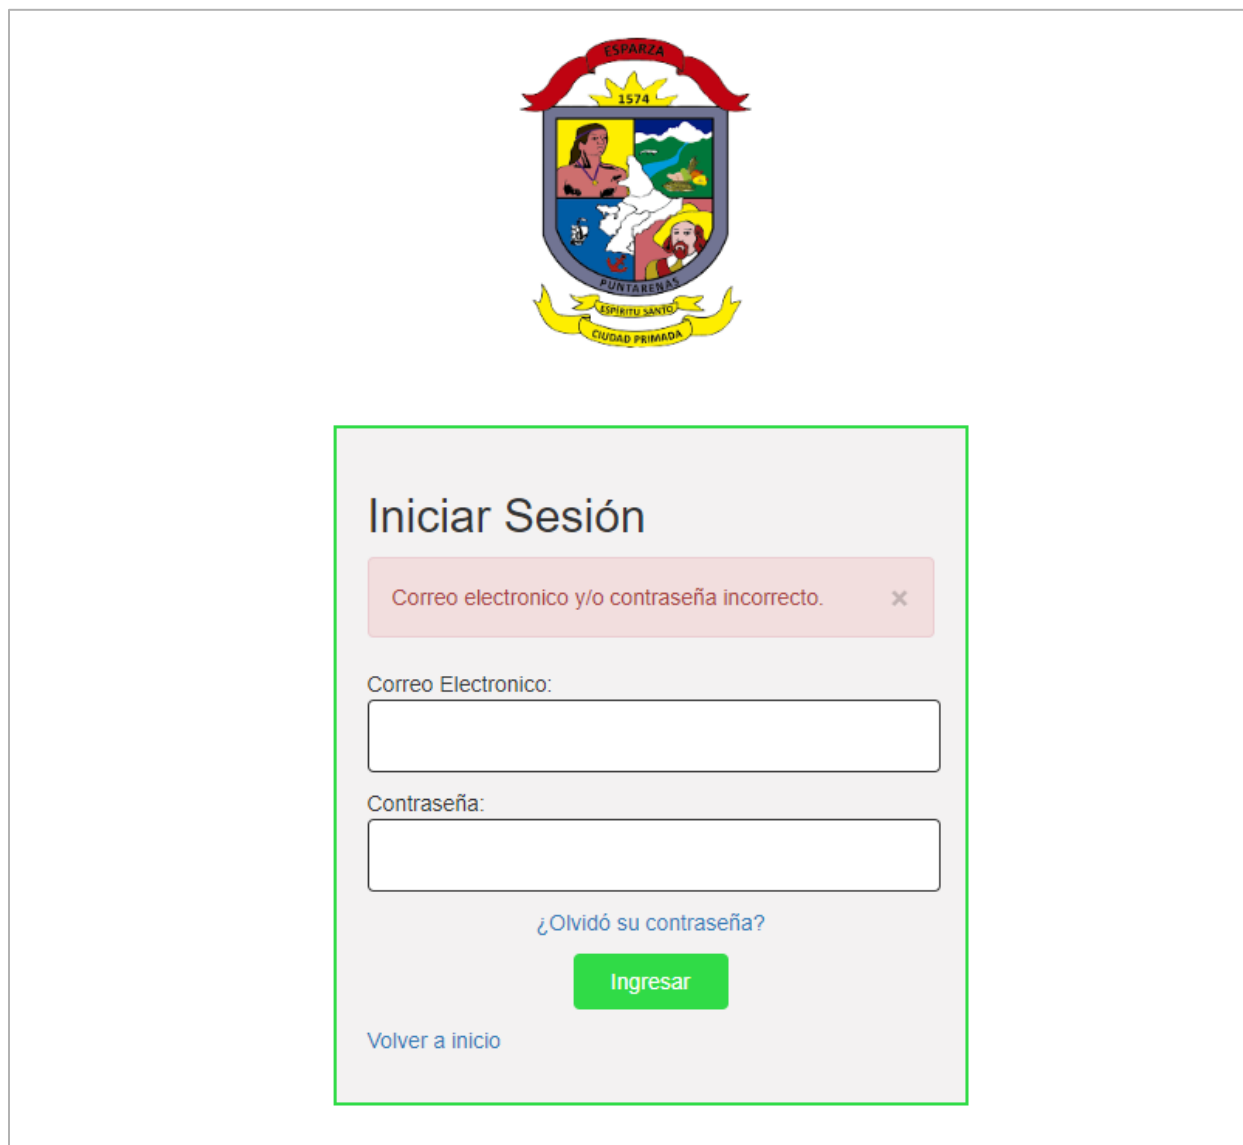 ESPARZA
1574
PUNTARENAS
ESPÍRITU SANTO
CIUDAD PRIMADA
Iniciar Sesión
Correo electronico y/o contraseña incorrecto. ×
Correo Electronico:
Contraseña:
¿Olvidó su contraseña?
Ingresar
Volver a inicio